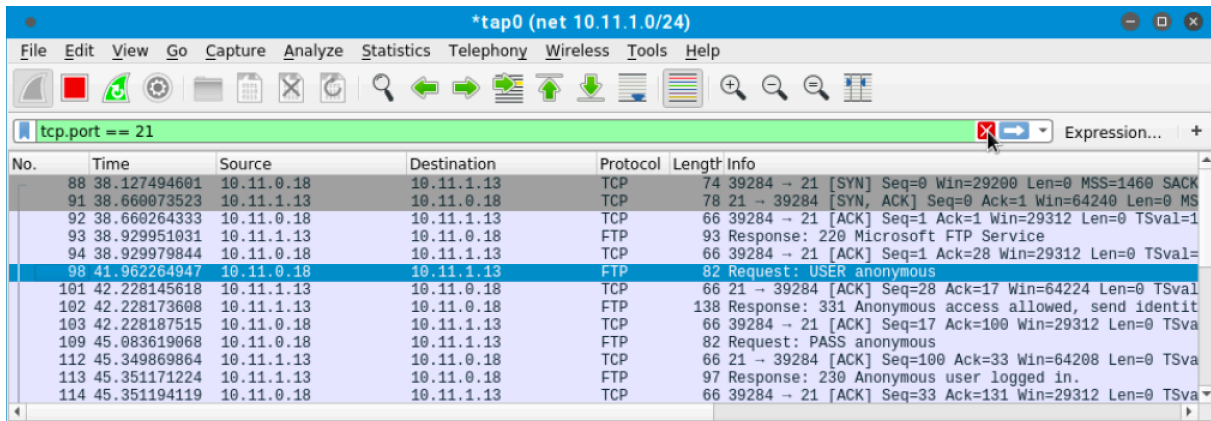 *tap0 (net 10.11.1.0/24)
File Edit View Go Capture Analyze Statistics Telephony Wireless Tools Help
tcp.port == 21 Expression... +
No. Time Source Destination Protocol Length Info
88 38.127494601 10.11.0.18 10.11.1.13 TCP 74 39284 → 21 [SYN] Seq=0 Win=29200 Len=0 MSS=1460 SACK
91 38.660073523 10.11.1.13 10.11.0.18 TCP 78 21 → 39284 [SYN, ACK] Seq=0 Ack=1 Win=64240 Len=0 MS
92 38.660264333 10.11.0.18 10.11.1.13 TCP 66 39284 → 21 [ACK] Seq=1 Ack=1 Win=29312 Len=0 TSval=1
93 38.929951031 10.11.1.13 10.11.0.18 FTP 93 Response: 220 Microsoft FTP Service
94 38.929979844 10.11.0.18 10.11.1.13 TCP 66 39284 → 21 [ACK] Seq=1 Ack=28 Win=29312 Len=0 TSval=
98 41.962264947 10.11.0.18 10.11.1.13 FTP 82 Request: USER anonymous
101 42.228145618 10.11.1.13 10.11.0.18 TCP 66 21 → 39284 [ACK] Seq=28 Ack=17 Win=64224 Len=0 TSval
102 42.228173608 10.11.1.13 10.11.0.18 FTP 138 Response: 331 Anonymous access allowed, send identit
103 42.228187515 10.11.0.18 10.11.1.13 TCP 66 39284 → 21 [ACK] Seq=17 Ack=100 Win=29312 Len=0 TSva
109 45.083619068 10.11.0.18 10.11.1.13 FTP 82 Request: PASS anonymous
112 45.349869864 10.11.1.13 10.11.0.18 TCP 66 21 → 39284 [ACK] Seq=100 Ack=33 Win=64208 Len=0 TSva
113 45.351171224 10.11.1.13 10.11.0.18 FTP 97 Response: 230 Anonymous user logged in.
114 45.351194119 10.11.0.18 10.11.1.13 TCP 66 39284 → 21 [ACK] Seq=33 Ack=131 Win=29312 Len=0 TSva